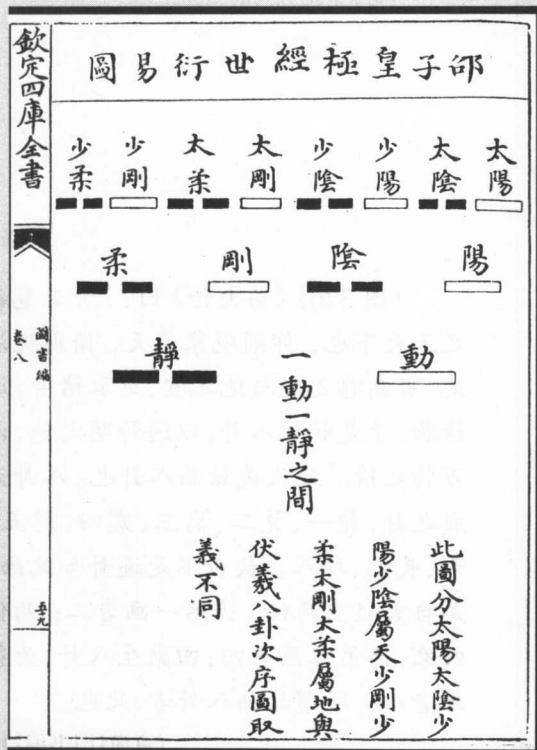 邵子皇極經世衍易圖
太陽
太陰
少陽
少陰
太剛
太柔
少剛
少柔
陽
陰
剛
柔
動
一動一靜之間
靜
此圖分太陽太陰少
陽少陰屬天少剛少
柔太剛太柔屬地與
伏羲卦次序圖取
義不同
欽定四庫全書
圖書編
卷八